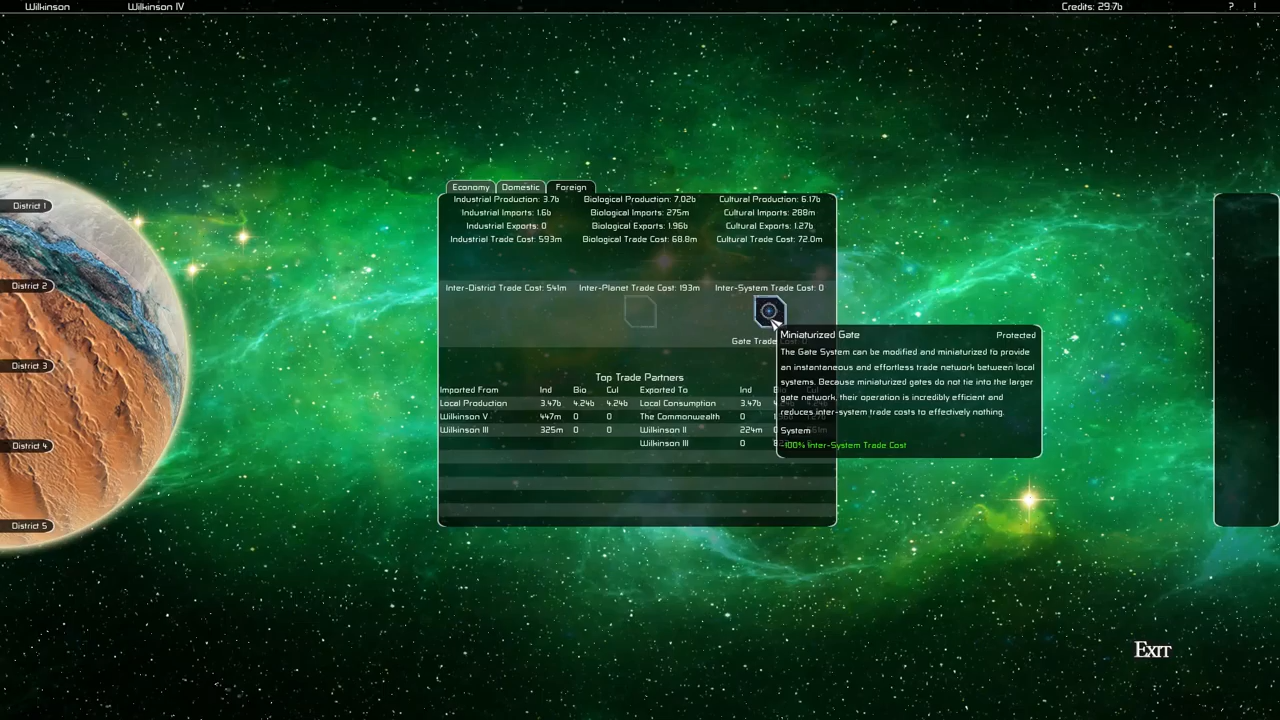 Wilkinson Wilkinson IV Credits: 29.7b ? !
Economy Domestic Foreign
Industrial Production: 3.7b Biological Production: 7.02b Cultural Production: 6.17b
Industrial Imports: 1.6b Biological Imports: 275m Cultural Imports: 288m
Industrial Exports: 0 Biological Exports: 1.96b Cultural Exports: 1.27b
Industrial Trade Cost: 593m Biological Trade Cost: 68.8m Cultural Trade Cost: 72.0m
District 1
District 2
District 3
District 4
District 5
Inter-District Trade Cost: 541m Inter-Planet Trade Cost: 193m Inter-System Trade Cost: 0
Gate Trade
Miniaturized Gate Protected
The Gate System can be modified and miniaturized to provide
an instantaneous and effortless trade network between local
systems. Because miniaturized gates do not tie into the larger
gate network, their operation is incredibly efficient and
reduces inter-system trade costs to effectively nothing.
System
-100% Inter-System Trade Cost
Top Trade Partners
Imported From Ind Bio Cul Exported To Ind
Local Production 3.47b 4.24b 4.24b Local Consumption 3.47b
Wilkinson V 447m 0 0 The Commonwealth 0
Wilkinson III 325m 0 0 Wilkinson II 224m
Wilkinson III 0
Exit